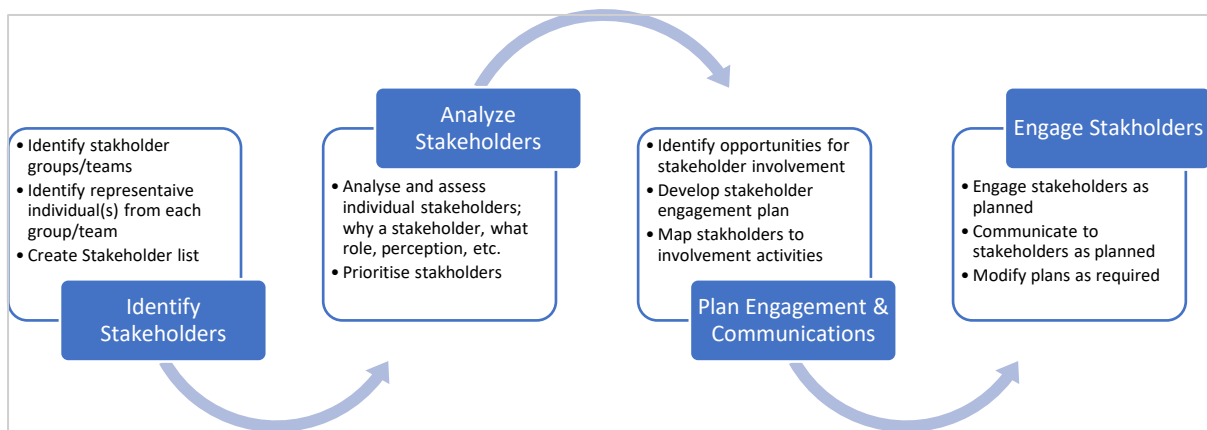 • Identify stakholder
groups/teams
• Identify representaive
individual(s) from each
group/team
• Create Stakeholder list
Identify
Stakeholders
Analyze
Stakeholders
• Analyse and assess
individual stakeholders;
why a stakeholder, what
role, perception, etc.
• Prioritise stakholders
• Identify opportunities for
stakeholder involvement
• Develop stakeholder
engagement plan
• Map stakholders to
involvement activities
Plan Engagement &
Communications
Engage Stakholders
• Engage stakeholders as
planned
• Communicate to
stakeholders as planned
• Modify plans as required